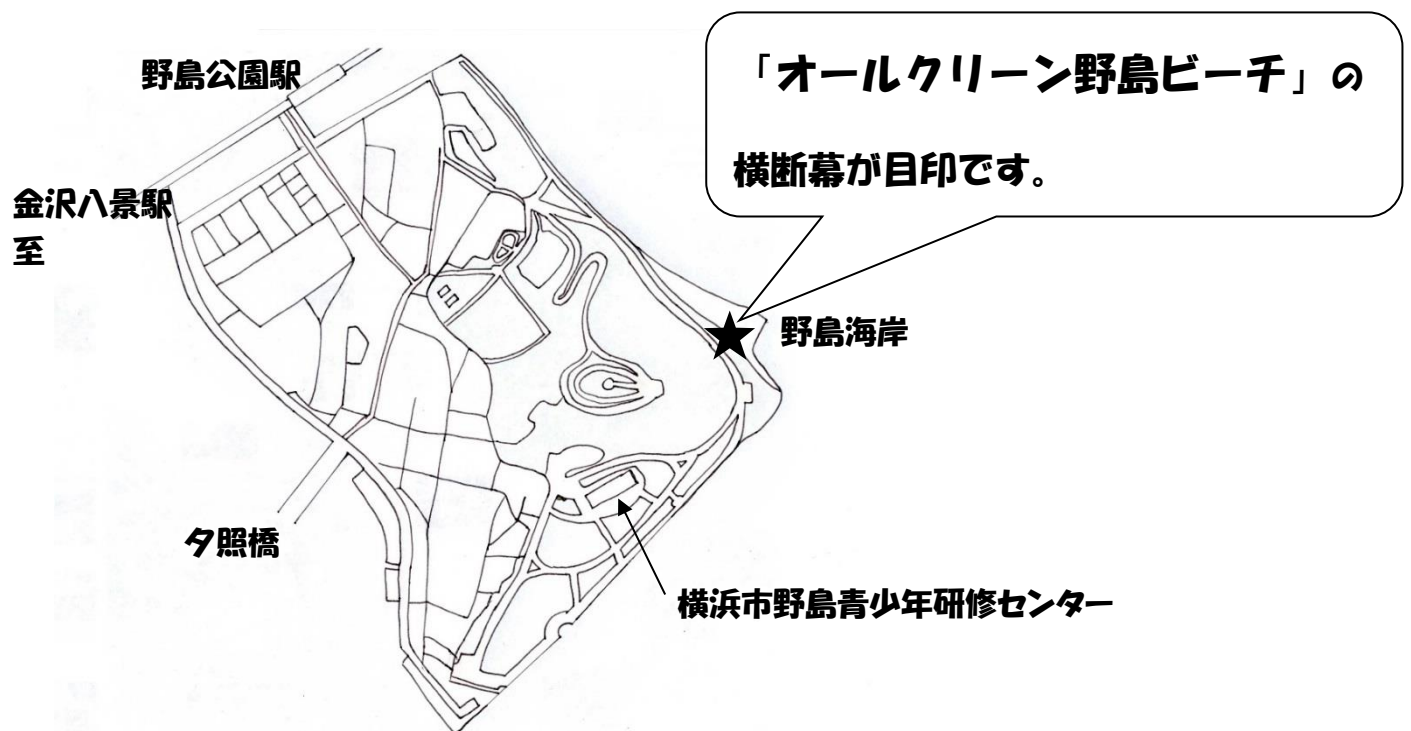 野島公園駅
「オールクリーン野島ビーチ」の
横断幕が目印です。
金沢八景駅
至
野島海岸
夕照橋
横浜市野島青少年研修センター